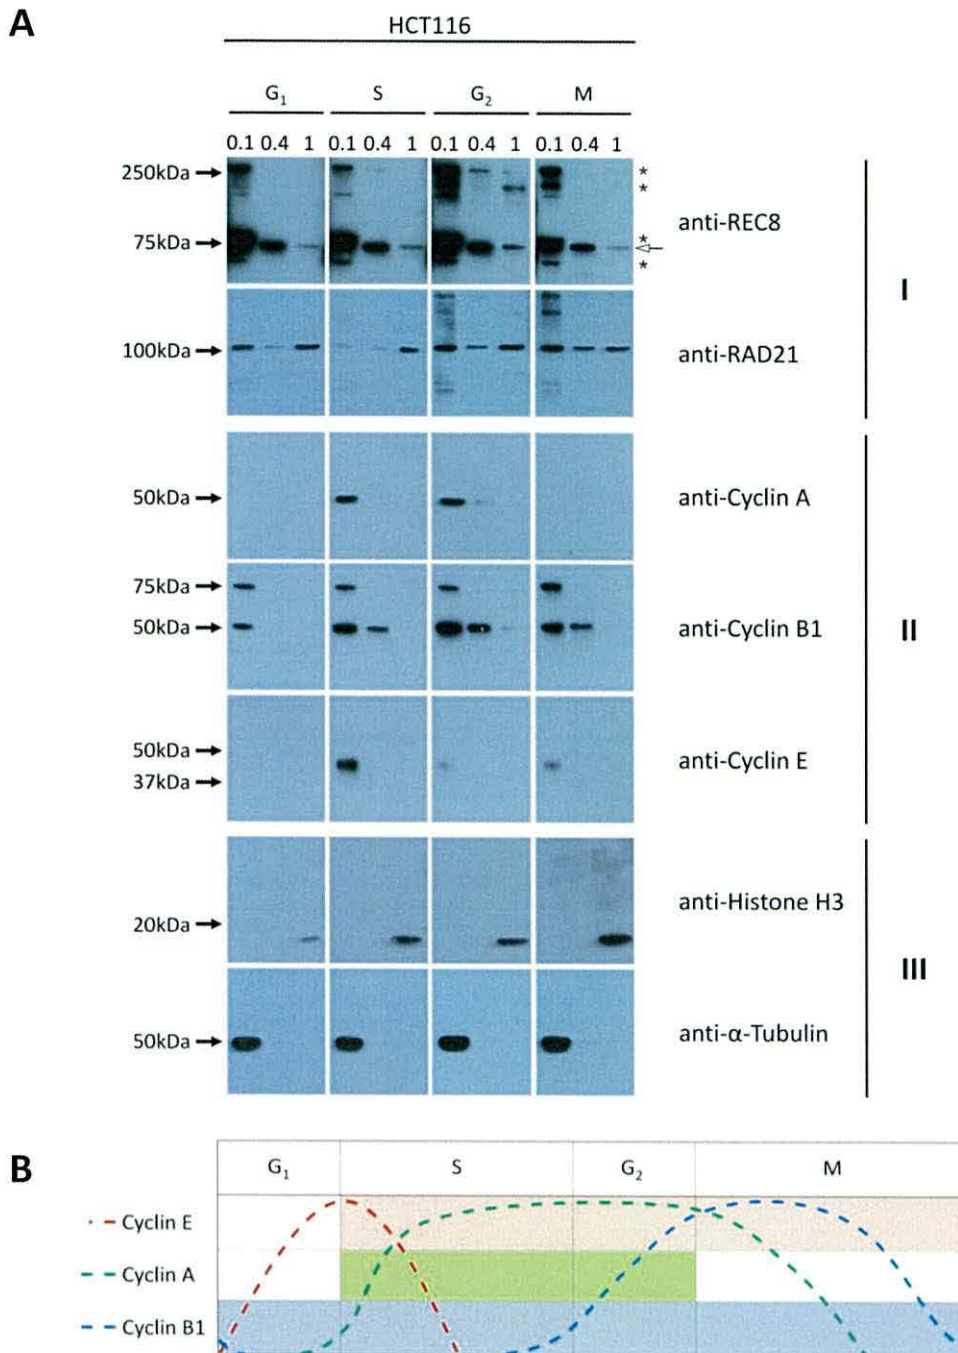 A
HCT116
G₁ S G₂ M
0.1 0.4 1 0.1 0.4 1 0.1 0.4 1 0.1 0.4 1
250kDa *
*
anti-REC8
75kDa *
*
I
100kDa anti-RAD21
50kDa anti-Cyclin A
75kDa
50kDa anti-Cyclin B1 II
50kDa anti-Cyclin E
37kDa
anti-Histone H3
20kDa
III
50kDa anti-α-Tubulin
B
G₁ S G₂ M
Cyclin E
Cyclin A
Cyclin B1